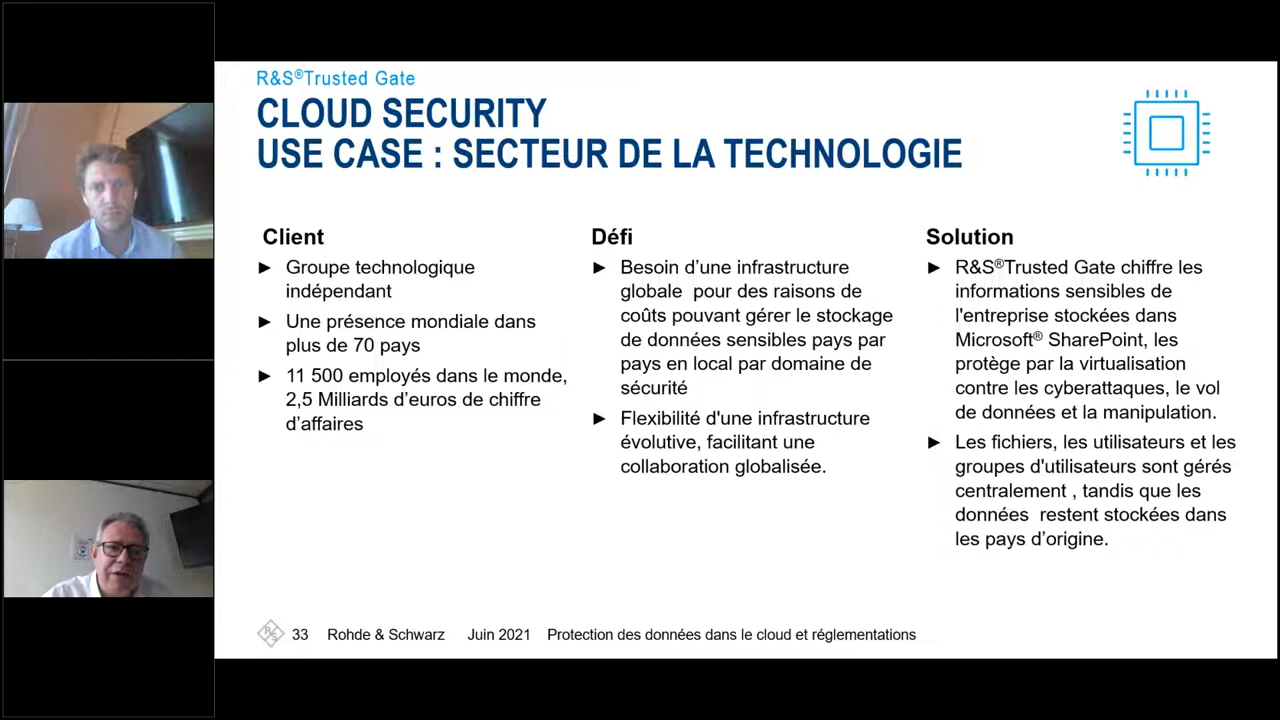 R&S®Trusted Gate
CLOUD SECURITY
USE CASE : SECTEUR DE LA TECHNOLOGIE
Client
► Groupe technologique
indépendant
► Une présence mondiale dans
plus de 70 pays
► 11 500 employés dans le monde,
2,5 Milliards d’euros de chiffre
d’affaires
Défi
► Besoin d’une infrastructure
globale  pour des raisons de
coûts pouvant gérer le stockage
de données sensibles pays par
pays en local par domaine de
sécurité
► Flexibilité d'une infrastructure
évolutive, facilitant une
collaboration globalisée.
Solution
► R&S®Trusted Gate chiffre les
informations sensibles de
l'entreprise stockées dans
Microsoft® SharePoint, les
protège par la virtualisation
contre les cyberattaques, le vol
de données et la manipulation.
► Les fichiers, les utilisateurs et les
groupes d'utilisateurs sont gérés
centralement , tandis que les
données  restent stockées dans
les pays d’origine.
R&S 33 Rohde & Schwarz Juin 2021 Protection des données dans le cloud et réglementations